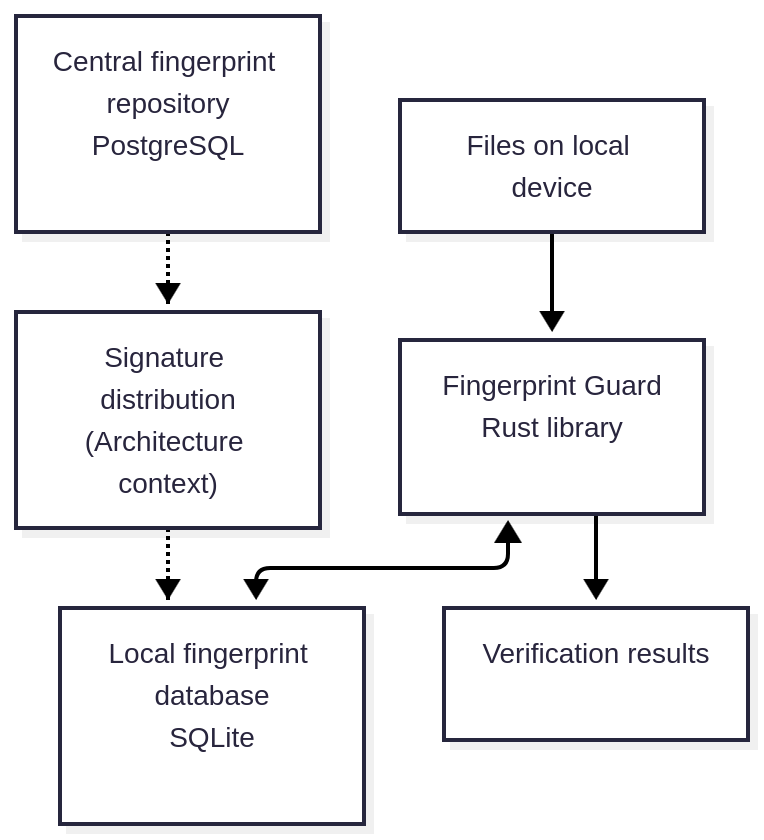 Central fingerprint
repository
PostgreSQL
Files on local
device
Signature
distribution
(Architecture
context)
Fingerprint Guard
Rust library
Local fingerprint
database
SQLite
Verification results